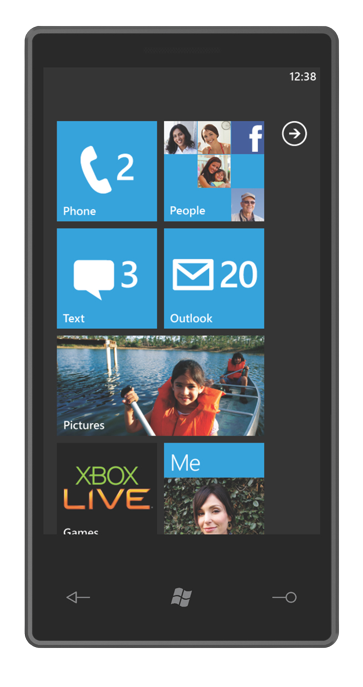 12:38
2
Phone
f
People
3
Text
20
Outlook
Pictures
XBOX
LIVE
Games
Me